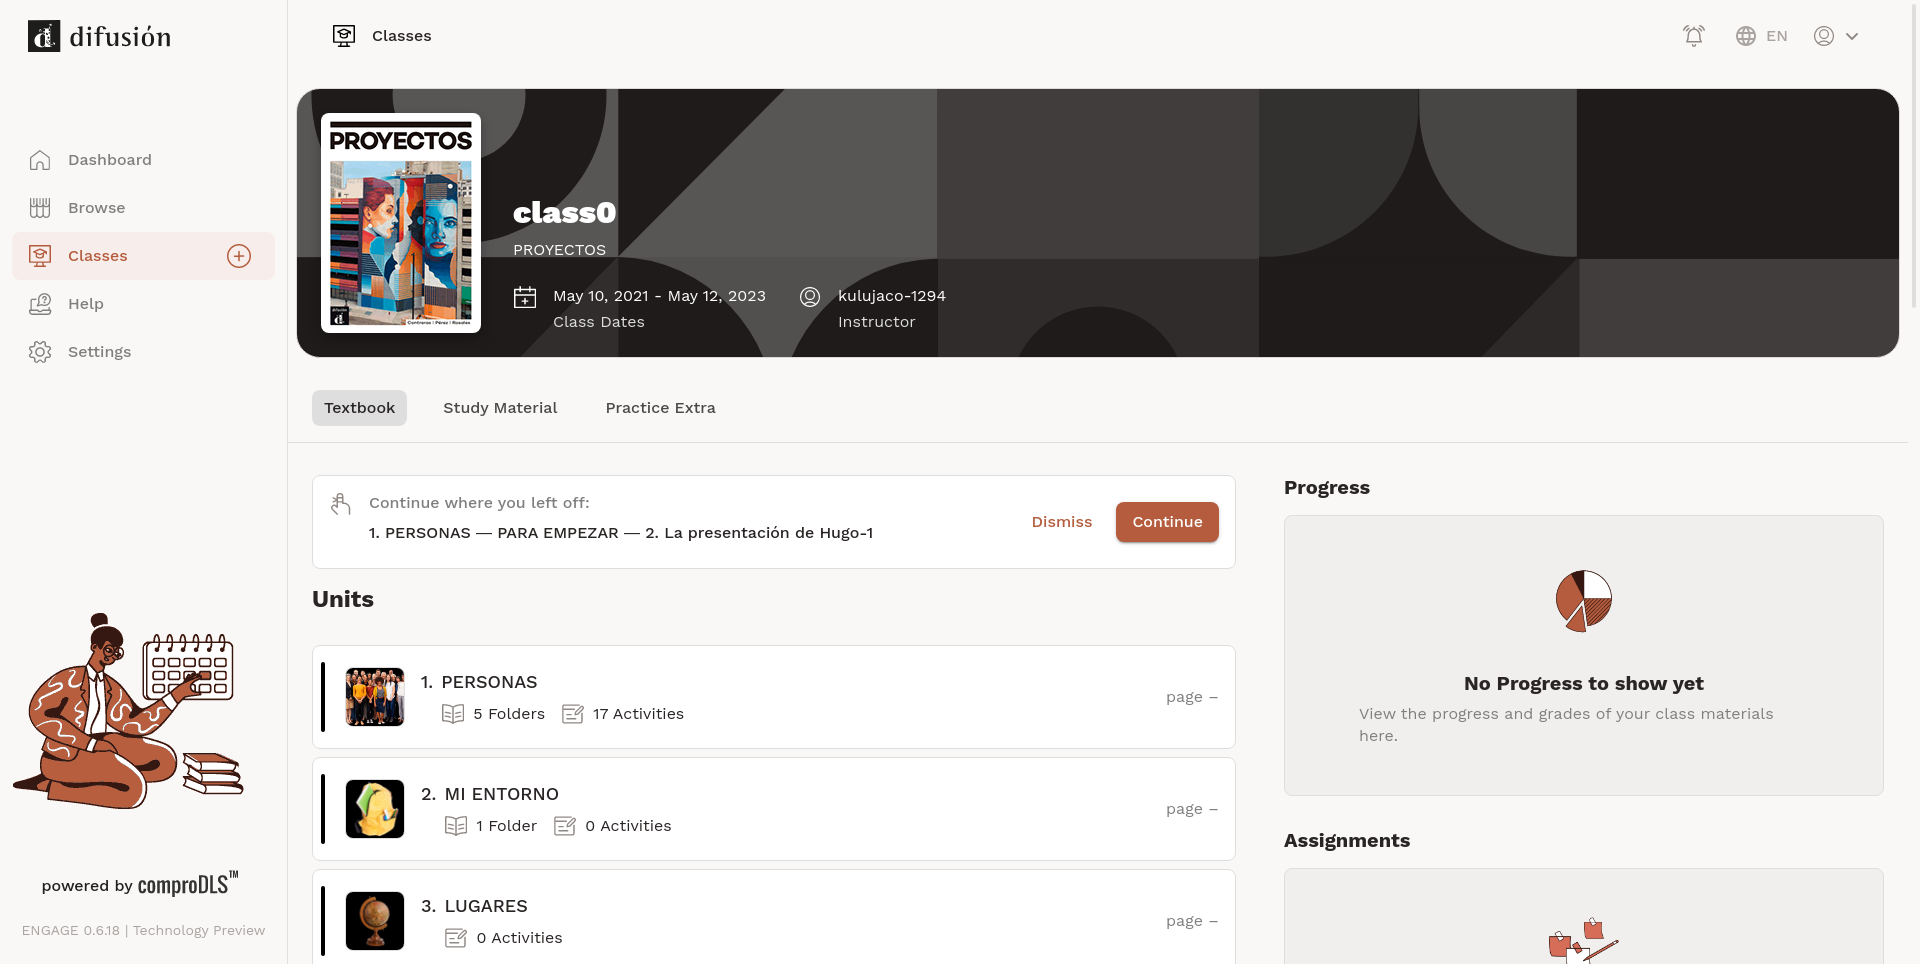 difusión
Classes
EN
Dashboard
Browse
Classes
Help
Settings
powered by comproDLS™
ENGAGE 0.6.18 | Technology Preview
PROYECTOS
difusión
Contreras | Pérez | Rosales
class0
PROYECTOS
May 10, 2021 - May 12, 2023
Class Dates
kulujaco-1294
Instructor
Textbook
Study Material
Practice Extra
Continue where you left off:
1. PERSONAS — PARA EMPEZAR — 2. La presentación de Hugo-1
Dismiss
Continue
Units
1. PERSONAS
5 Folders
17 Activities
page –
2. MI ENTORNO
1 Folder
0 Activities
page –
3. LUGARES
0 Activities
page –
Progress
No Progress to show yet
View the progress and grades of your class materials
here.
Assignments